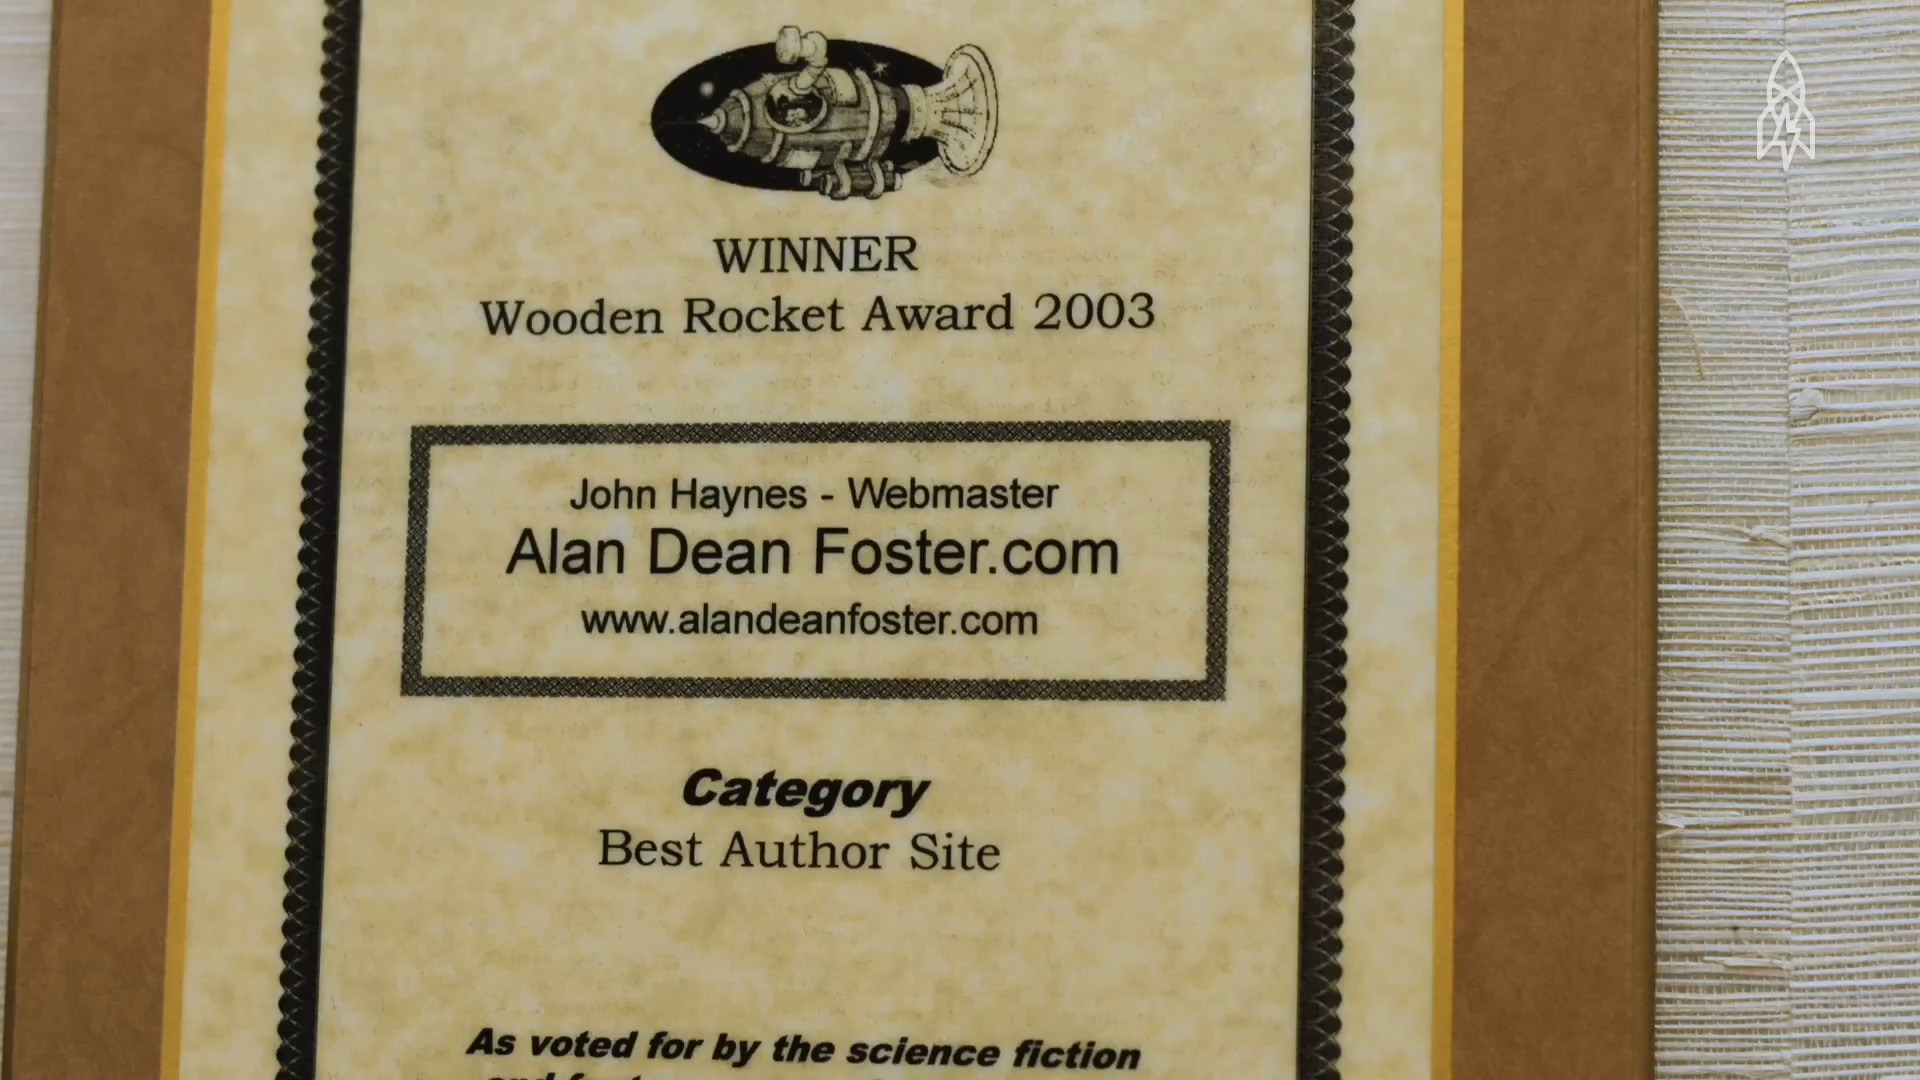 WINNER
Wooden Rocket Award 2003
John Haynes - Webmaster
Alan Dean Foster.com
www.alandeanfoster.com
Category
Best Author Site
As voted for by the science fiction